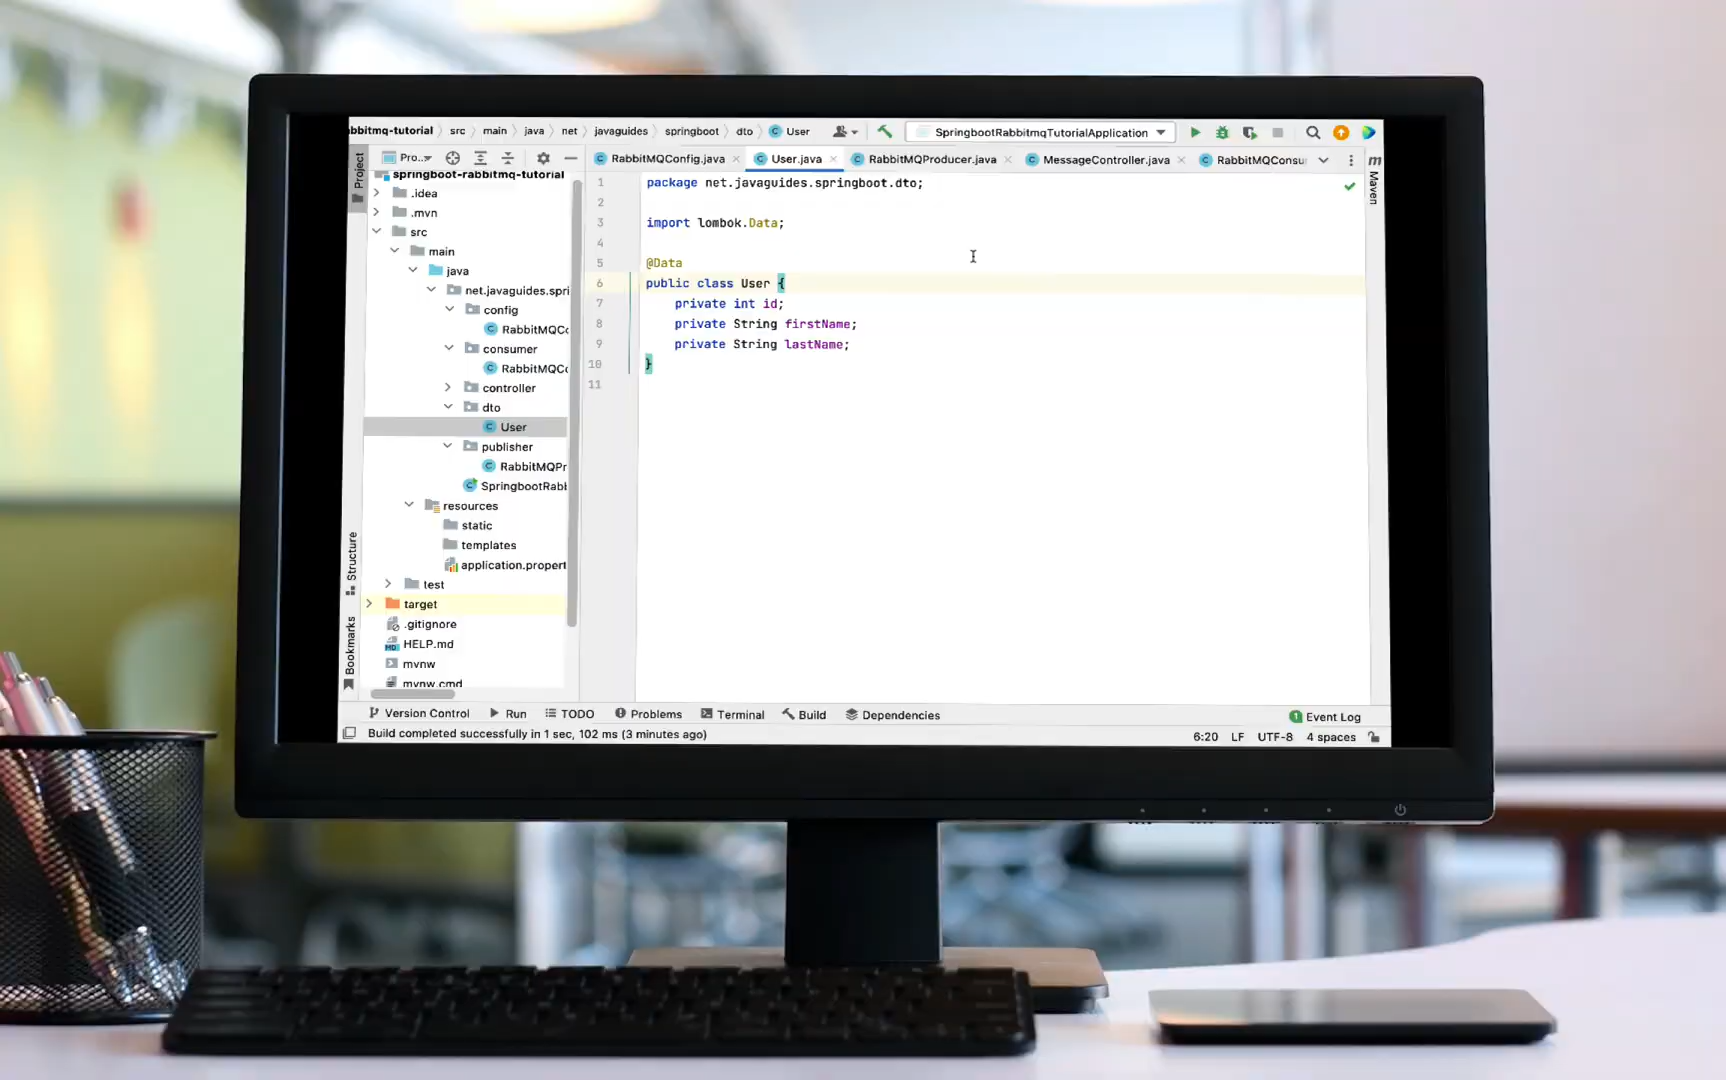 abbitmq-tutorial src main java net javaguides springboot dto User SpringbootRabbitmqTutorialApplication
Project Pro... RabbitMQConfig.java User.java RabbitMQProducer.java MessageController.java RabbitMQConsu Maven
springboot-rabbitmq-tutorial
.idea
.mvn
src
main
java
net.javaguides.spri
config
RabbitMQCo
consumer
RabbitMQCo
controller
dto
User
publisher
RabbitMQPr
SpringbootRabb
resources
static
templates
application.propert
test
target
.gitignore
HELP.md
mvnw
mvnw.cmd
Structure
Bookmarks
1 package net.javaguides.springboot.dto;
2
3 import lombok.Data;
4
5 @Data
6 public class User {
7 private int id;
8 private String firstName;
9 private String lastName;
10 }
11
Version Control Run TODO Problems Terminal Build Dependencies 1 Event Log
Build completed successfully in 1 sec, 102 ms (3 minutes ago) 6:20 LF UTF-8 4 spaces